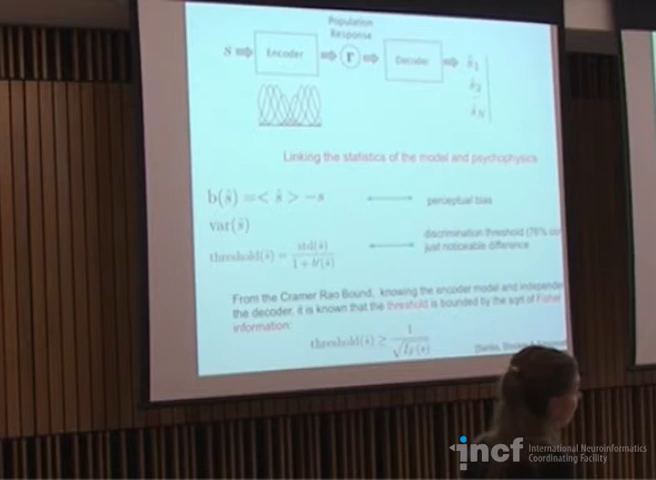 Population
Response
s ⇒ Encoder ⇒ r ⇒ Decoder ⇒ ŝ₁
ŝ₂
ŝ_N
Linking the statistics of the model and psychophysics
b(ŝ) =< ŝ > −s ⟷ perceptual bias
var(ŝ)
threshold(ŝ) = std(ŝ) / 1 + b′(ŝ) ⟷ discrimination threshold (76%
just noticeable difference
From the Cramer Rao Bound, knowing the encoder model and
the decoder, it is known that the threshold is bounded by the sqrt of Fisher
information:
threshold(ŝ) ≥ 1 / √I_F(s)
incf International Neuroinformatics
Coordinating Facility